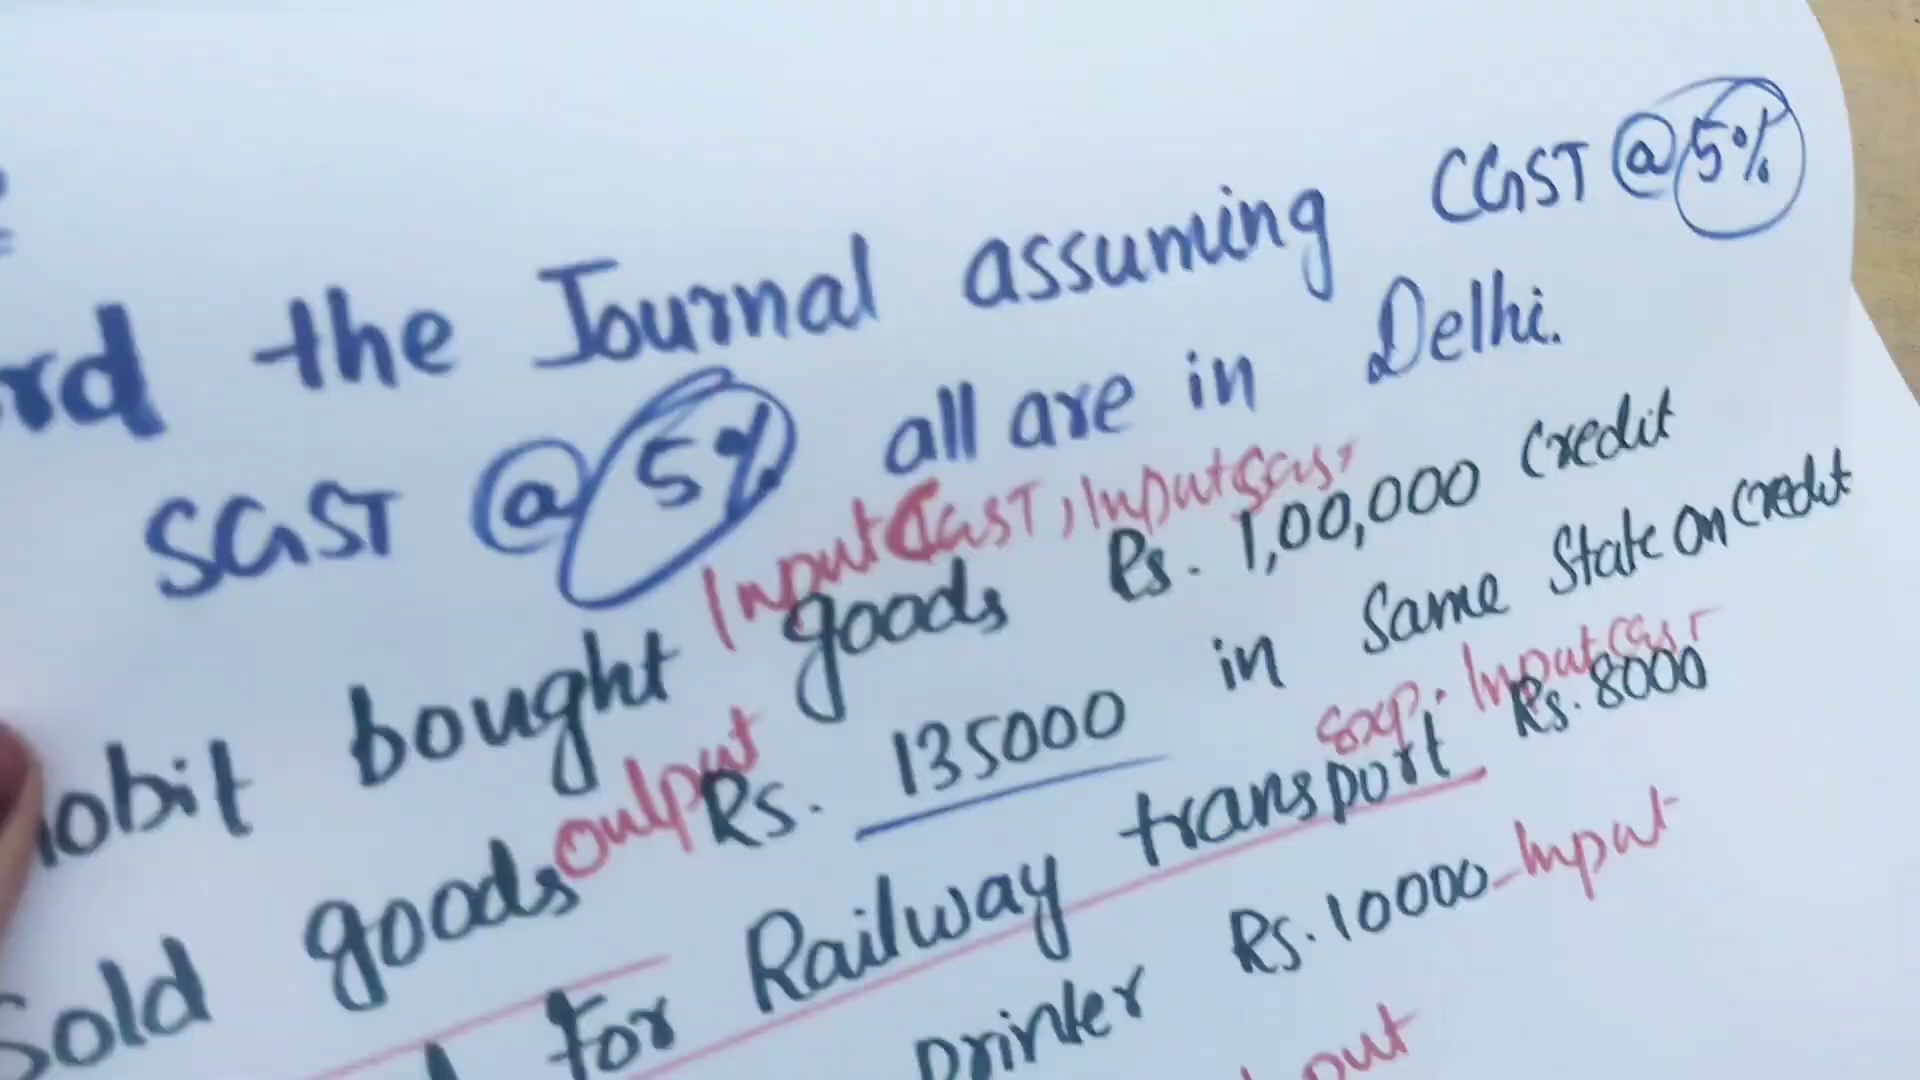 rd the Journal assuming CGST @ 5%
SGST @ 5% all are in Delhi.
Input CGST, Input SGST
obit bought goods Rs. 1,00,000 Credit
output
Sold goods Rs. 135000 in Same State on credit
exp. Input CGST
For Railway transport Rs. 8000
Printer Rs. 10000 - Input